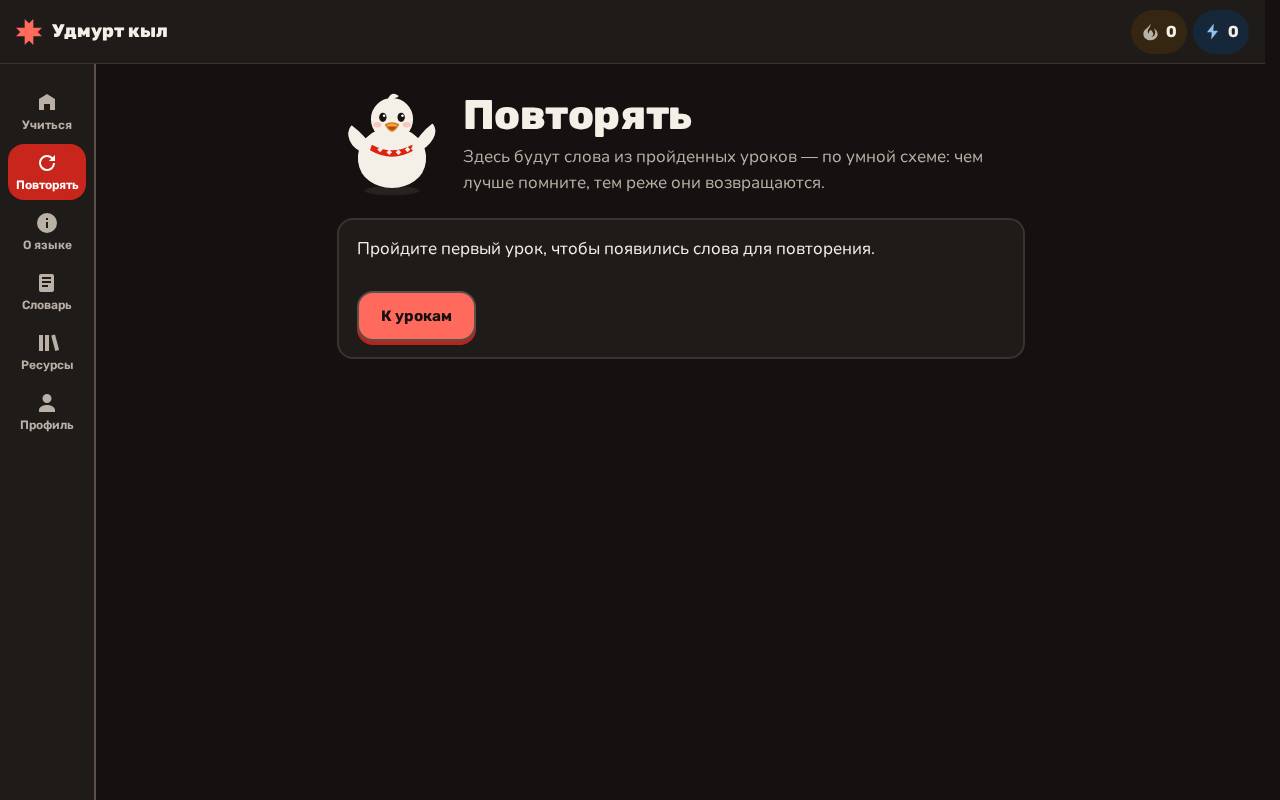 Удмурт кыл
0
0
Учиться
Повторять
О языке
Словарь
Ресурсы
Профиль
Повторять
Здесь будут слова из пройденных уроков — по умной схеме: чем
лучше помните, тем реже они возвращаются.
Пройдите первый урок, чтобы появились слова для повторения.
К урокам